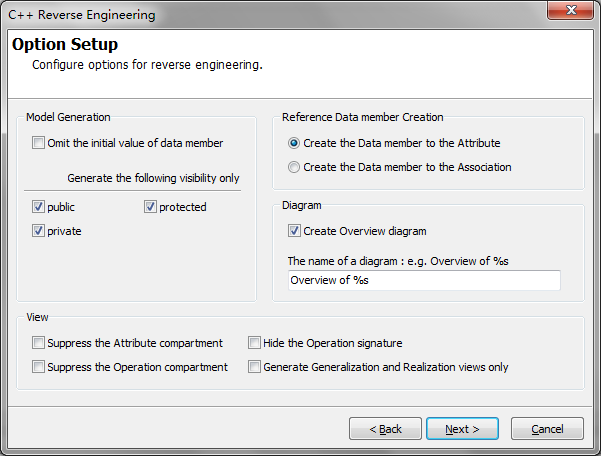 C++ Reverse Engineering
Option Setup
Configure options for reverse engineering.
Model Generation
Omit the initial value of data member
Generate the following visibility only
public
protected
private
Reference Data member Creation
Create the Data member to the Attribute
Create the Data member to the Association
Diagram
Create Overview diagram
The name of a diagram : e.g. Overview of %s
Overview of %s
View
Suppress the Attribute compartment
Hide the Operation signature
Suppress the Operation compartment
Generate Generalization and Realization views only
< Back
Next >
Cancel